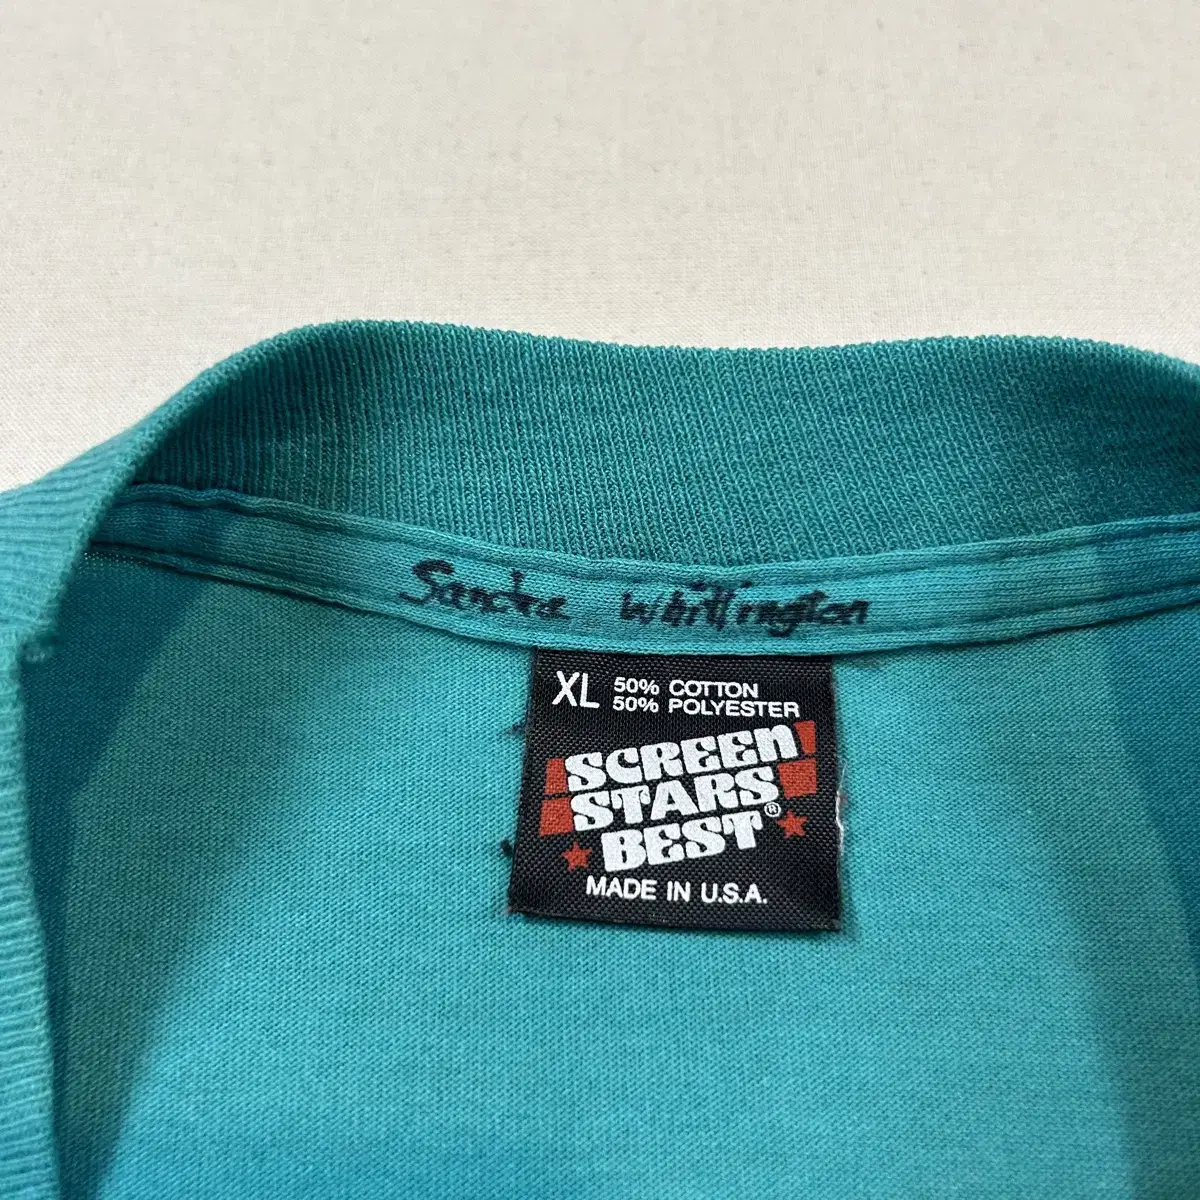 Sandra Whittington
XL 50% COTTON
50% POLYESTER
SCREEN
STARS
BEST®
MADE IN U.S.A.